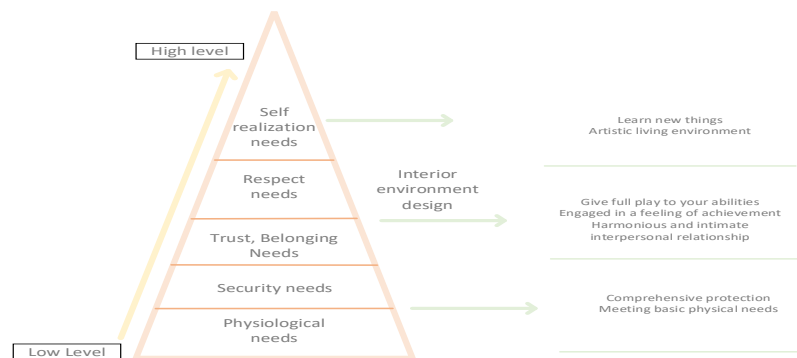 High level
Self
realization
needs
Learn new things
Artistic living environment
Respect
needs
Interior
environment
design
Give full play to your abilities
Engaged in a feeling of achievement
Harmonious and intimate
interpersonal relationship
Trust, Belonging
Needs
Security needs
Comprehensive protection
Meeting basic physical needs
Physiological
needs
Low Level